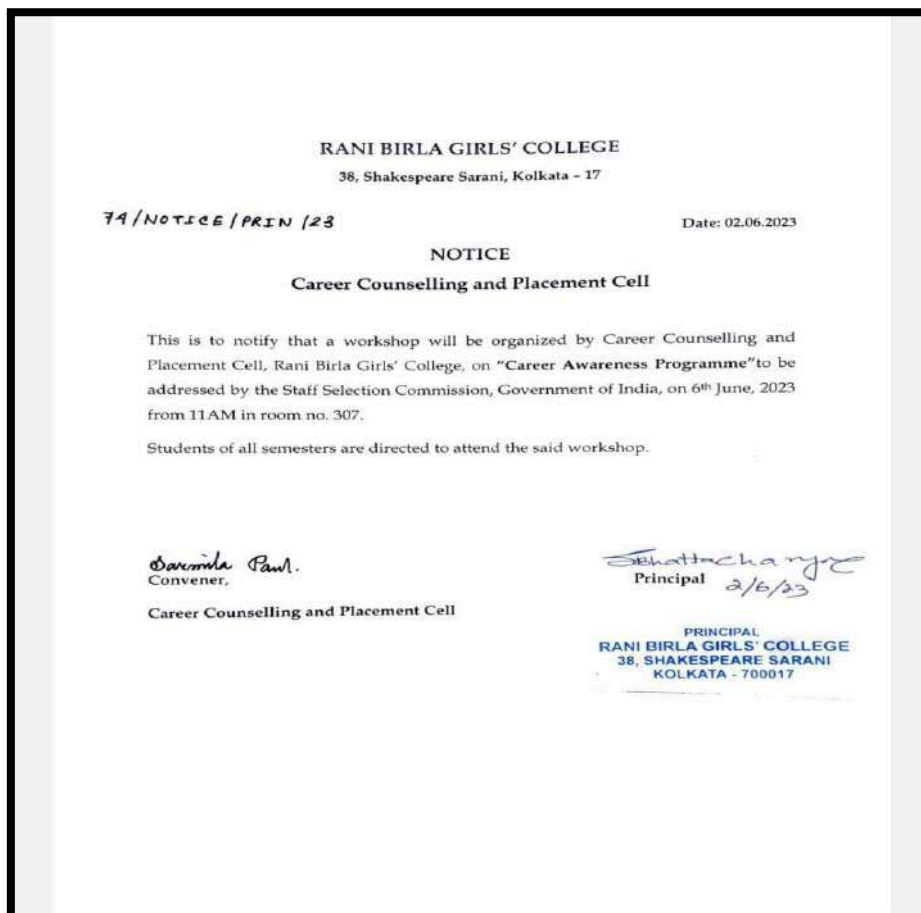 RANI BIRLA GIRLS' COLLEGE
38, Shakespeare Sarani, Kolkata – 17
74/NOTICE/PRIN/23
Date: 02.06.2023
NOTICE
Career Counselling and Placement Cell
This is to notify that a workshop will be organized by Career Counselling and
Placement Cell, Rani Birla Girls' College, on "Career Awareness Programme"to be
addressed by the Staff Selection Commission, Government of India, on 6th June, 2023
from 11AM in room no. 307.
Students of all semesters are directed to attend the said workshop.
Paul.
Convener,
Career Counselling and Placement Cell
SBhattacharjee
Principal
2/6/23
PRINCIPAL
RANI BIRLA GIRLS' COLLEGE
38, SHAKESPEARE SARANI
KOLKATA - 700017